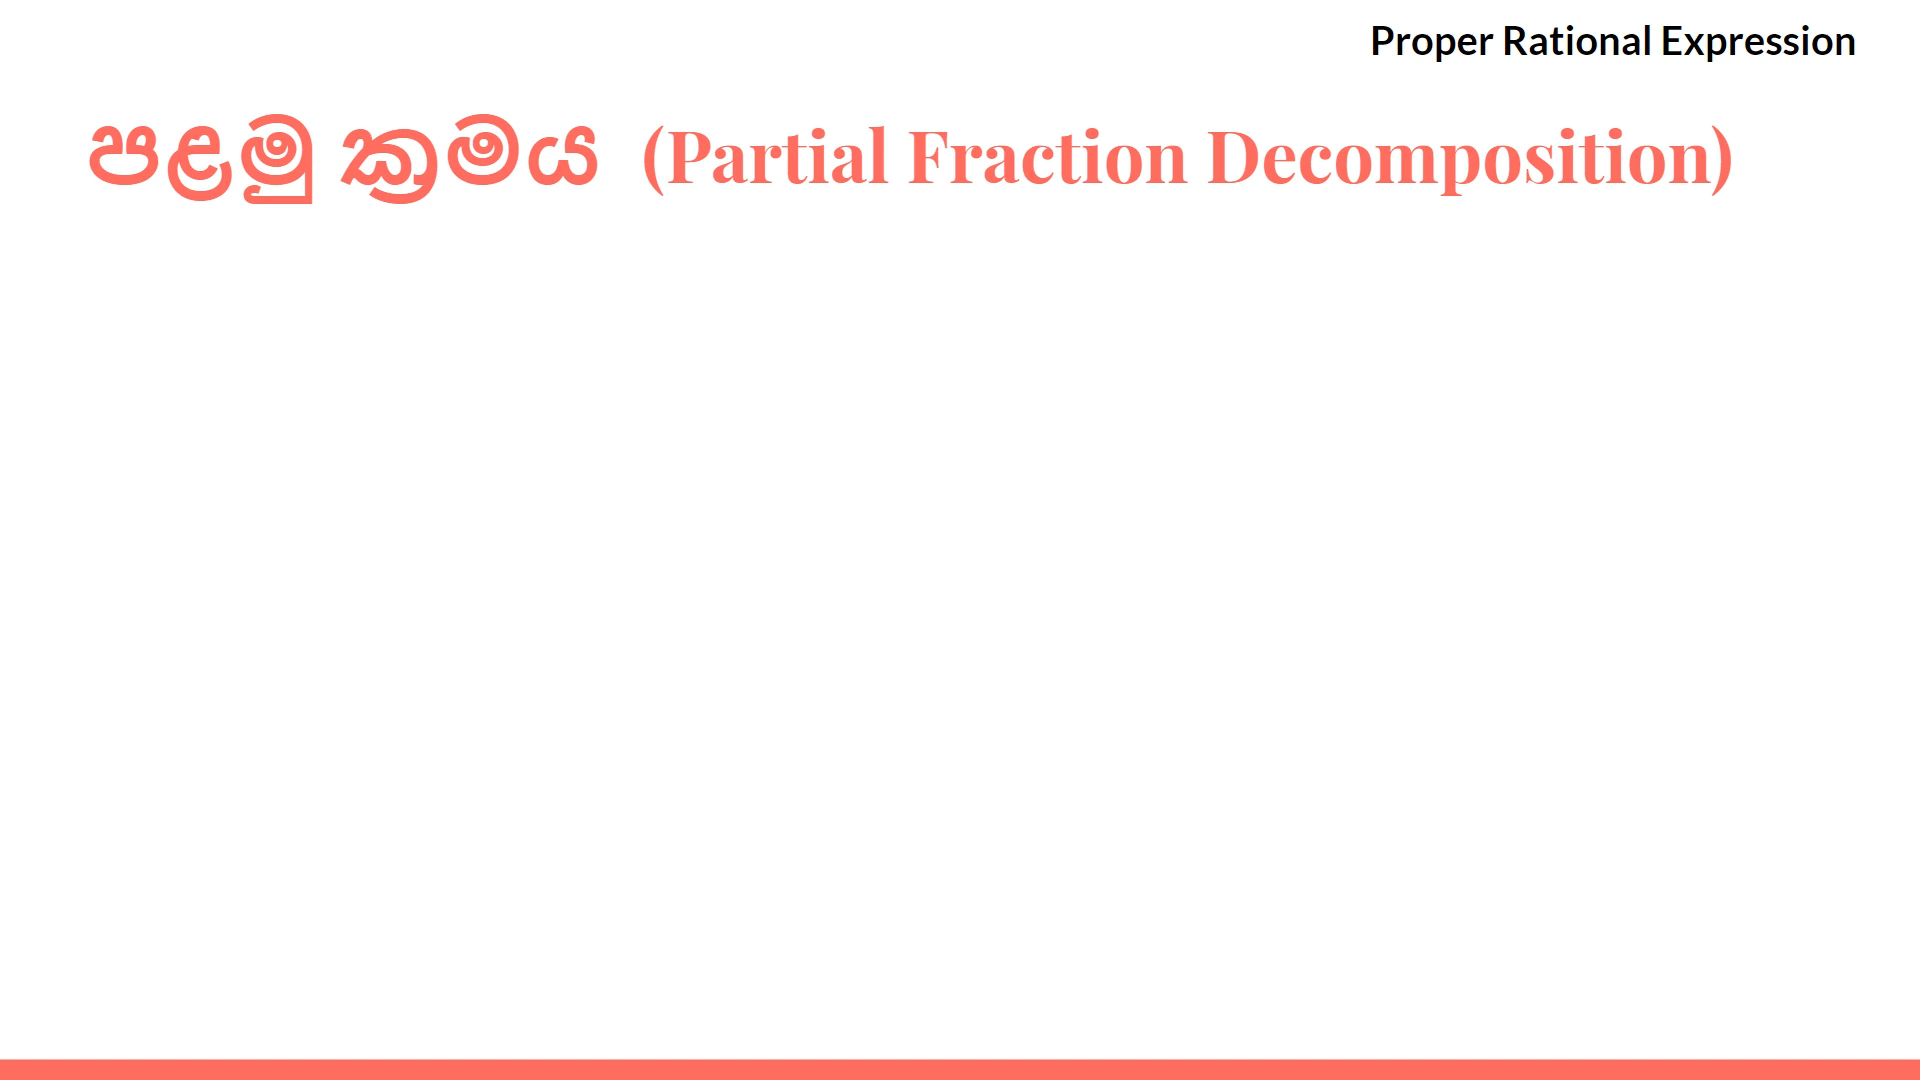 Proper Rational Expression
පළමු ක්‍රමය (Partial Fraction Decomposition)